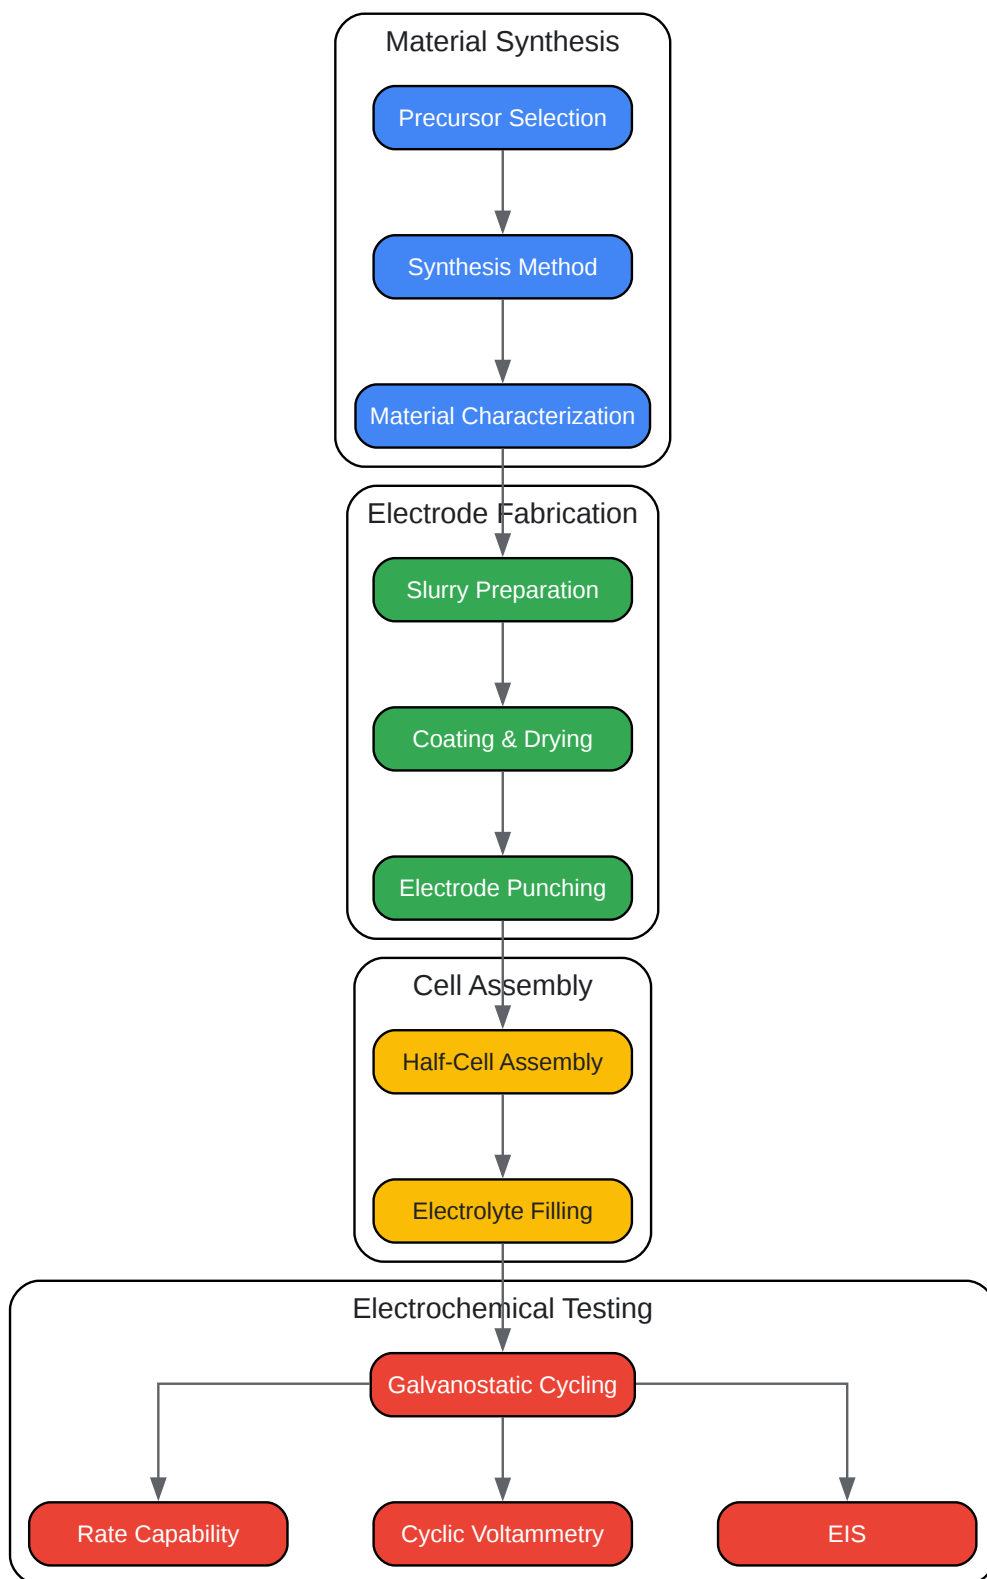 Material Synthesis
Precursor Selection
Synthesis Method
Material Characterization
Electrode Fabrication
Slurry Preparation
Coating & Drying
Electrode Punching
Cell Assembly
Half-Cell Assembly
Electrolyte Filling
Electrochemical Testing
Galvanostatic Cycling
Rate Capability
Cyclic Voltammetry
EIS